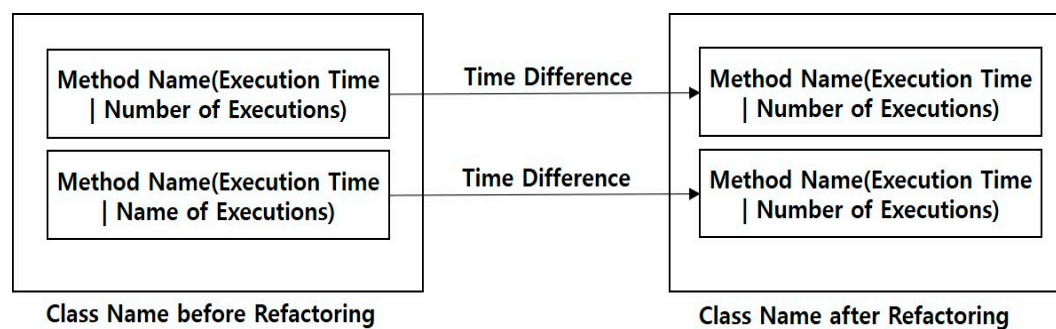 Method Name(Execution Time
| Number of Executions)
Time Difference
Method Name(Execution Time
| Number of Executions)
Method Name(Execution Time
| Name of Executions)
Time Difference
Method Name(Execution Time
| Number of Executions)
Class Name before Refactoring
Class Name after Refactoring